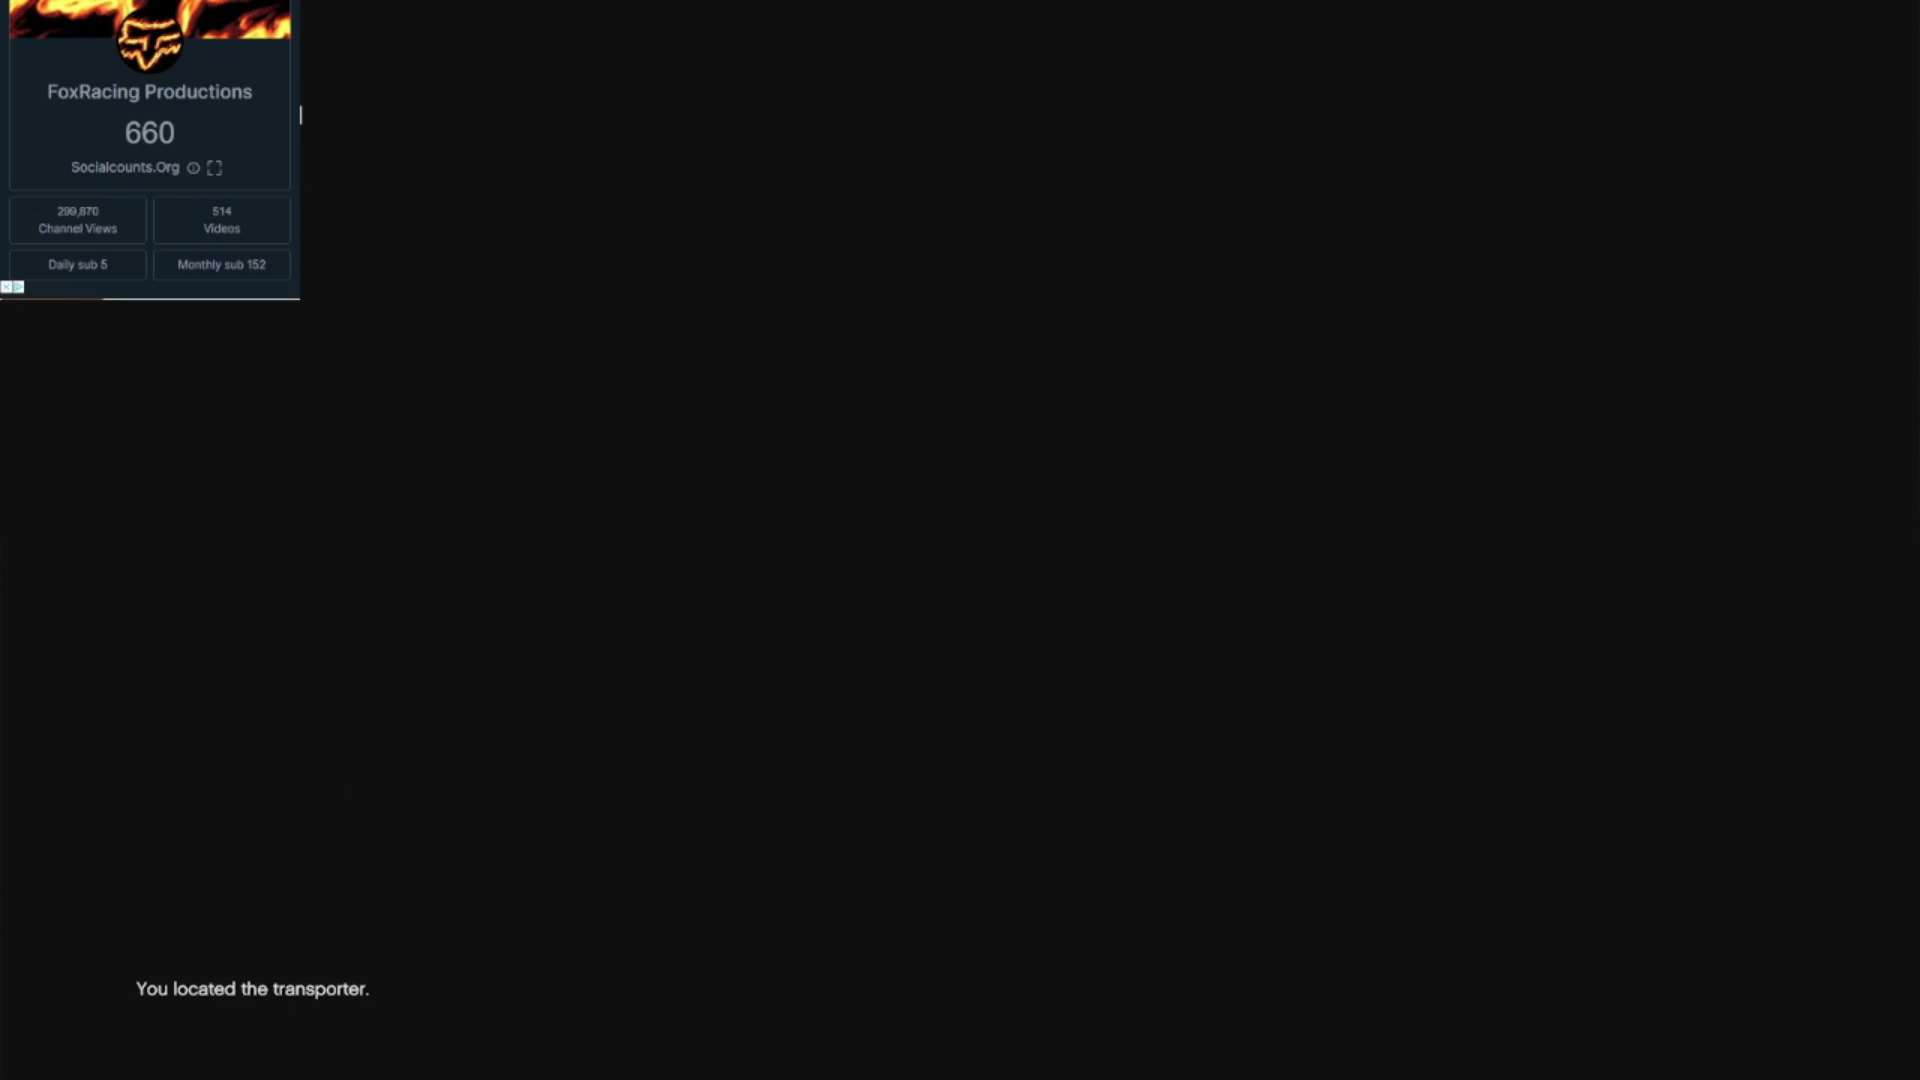 FoxRacing Productions
660
Socialcounts.Org
299,870
Channel Views
514
Videos
Daily sub 5
Monthly sub 152
You located the transporter.